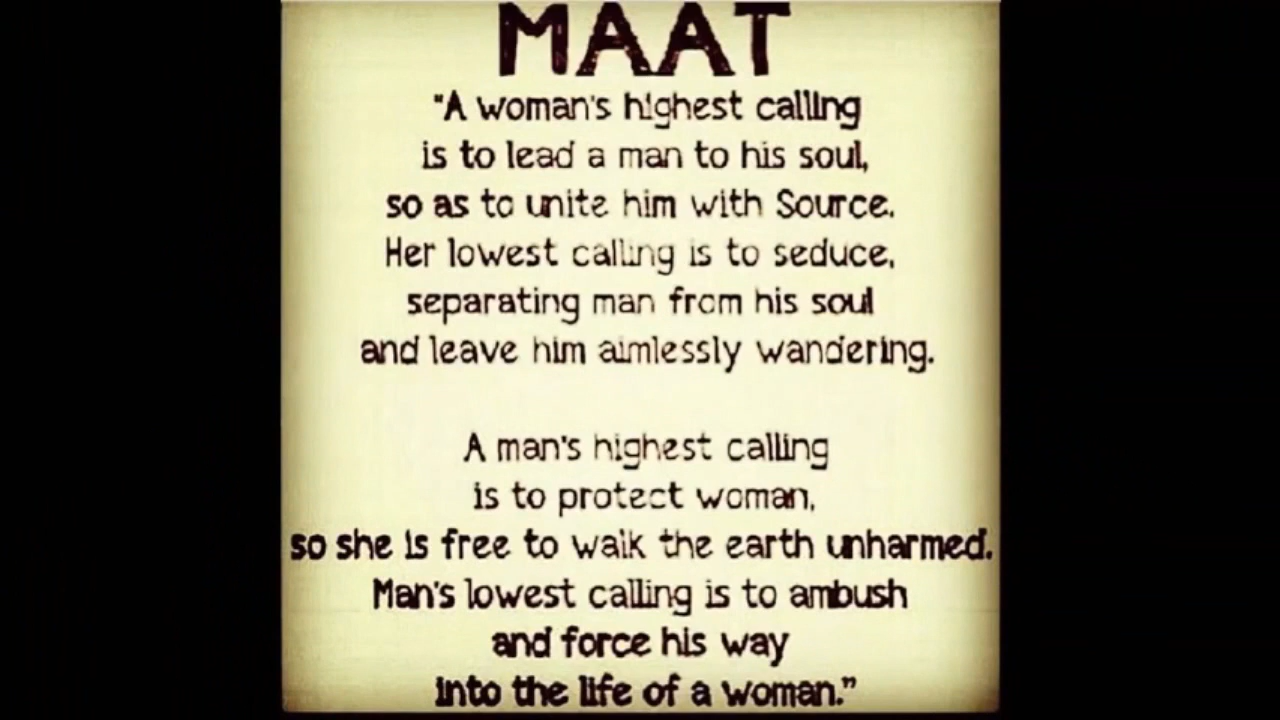 MAAT
"A woman's highest calling
is to lead a man to his soul,
so as to unite him with Source.
Her lowest calling is to seduce,
separating man from his soul
and leave him aimlessly wandering.
A man's highest calling
is to protect woman,
so she is free to walk the earth unharmed.
Man's lowest calling is to ambush
and force his way
into the life of a woman."